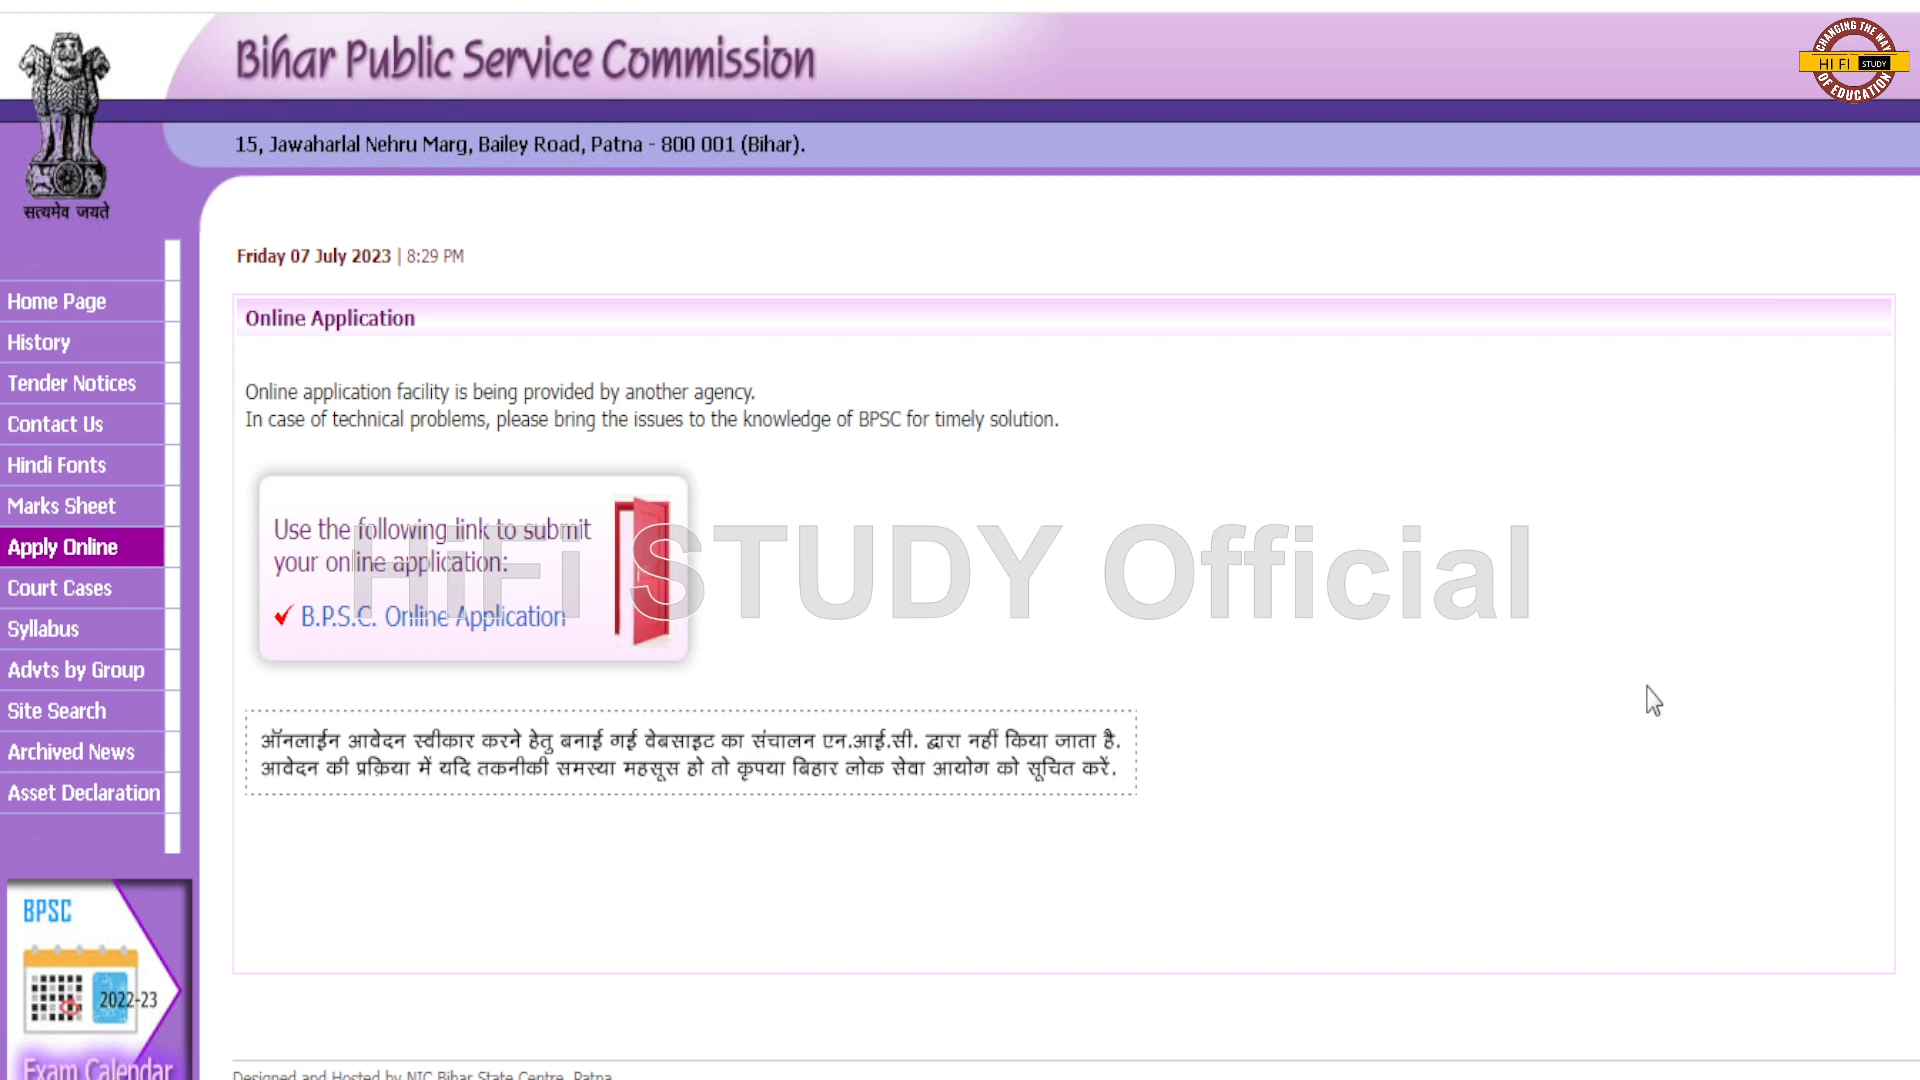 Bihar Public Service Commission
CHANGING THE WAY
HI FI STUDY
OF EDUCATION
15, Jawaharlal Nehru Marg, Bailey Road, Patna - 800 001 (Bihar).
सत्यमेव जयते
Friday 07 July 2023 | 8:29 PM
Home Page
History
Tender Notices
Contact Us
Hindi Fonts
Marks Sheet
Apply Online
Court Cases
Syllabus
Advts by Group
Site Search
Archived News
Asset Declaration
BPSC
2022-23
Exam Calendar
Online Application
Online application facility is being provided by another agency.
In case of technical problems, please bring the issues to the knowledge of BPSC for timely solution.
Use the following link to submit
your online application:
B.P.S.C. Online Application
HiFi STUDY Official
ऑनलाईन आवेदन स्वीकार करने हेतु बनाई गई वेबसाइट का संचालन एन.आई.सी. द्वारा नहीं किया जाता है.
आवेदन की प्रक्रिया में यदि तकनीकी समस्या महसूस हो तो कृपया बिहार लोक सेवा आयोग को सूचित करें.
Designed and Hosted by NIC Bihar State Centre, Patna